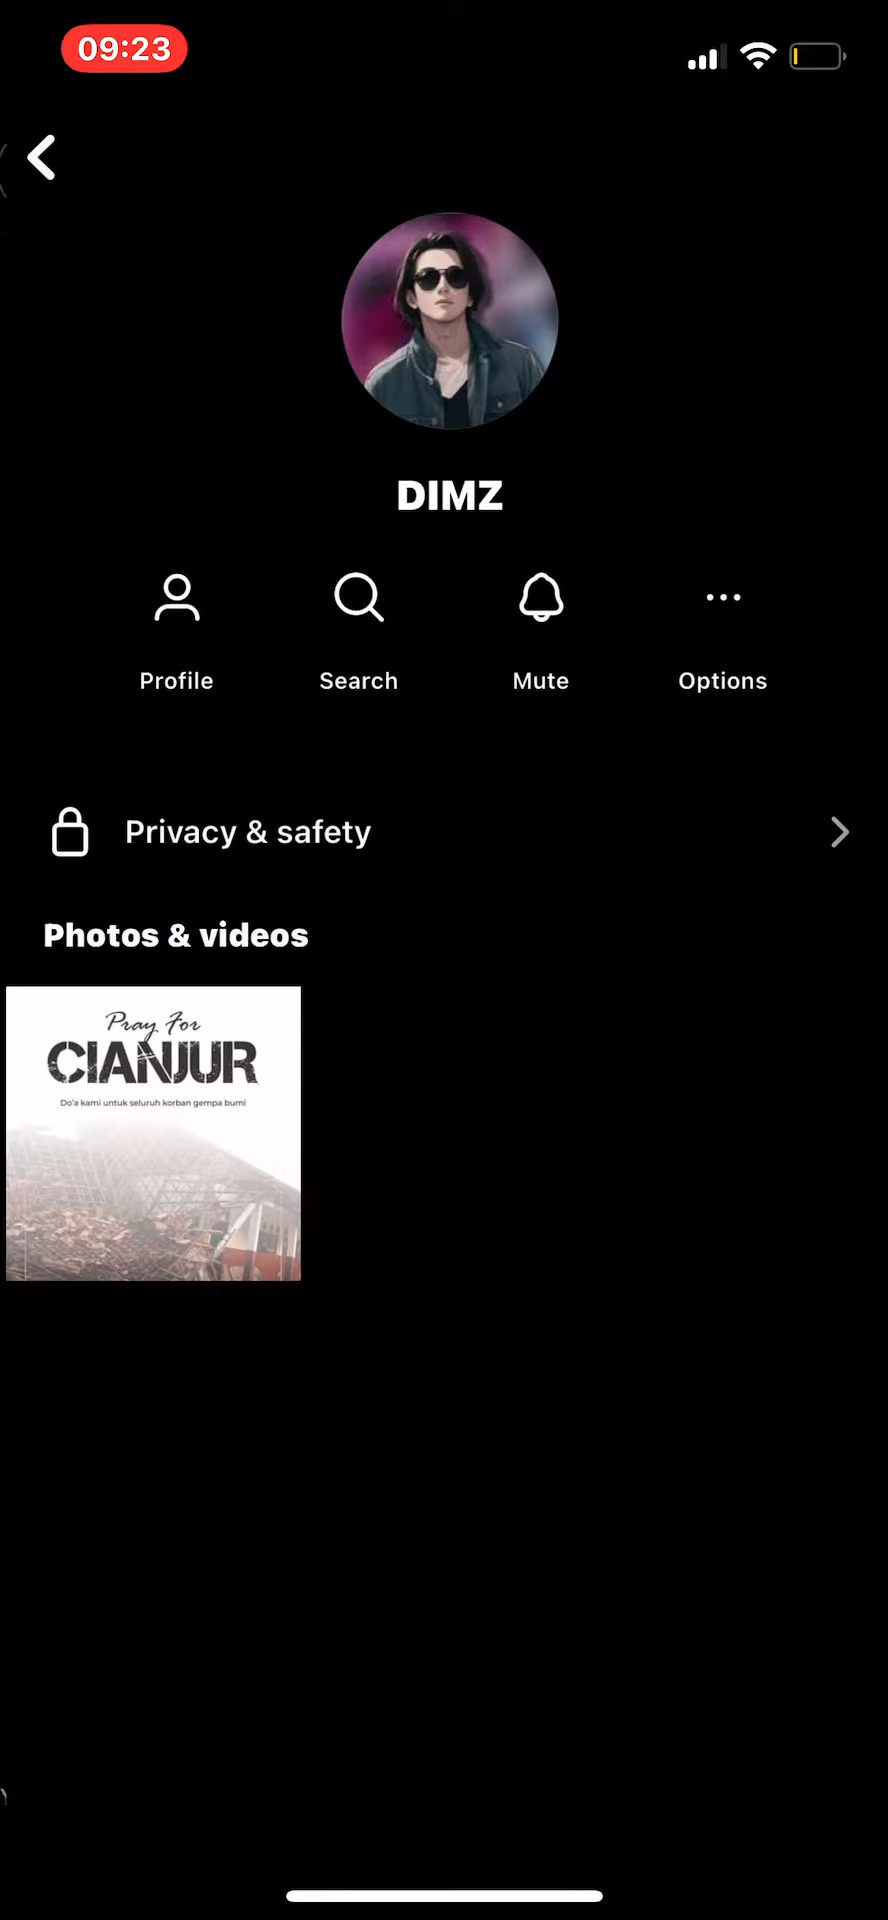 09:23
DIMZ
Profile
Search
Mute
Options
Privacy & safety
Photos & videos
Pray For
CIANJUR
Do'a kami untuk seluruh korban gempa bumi